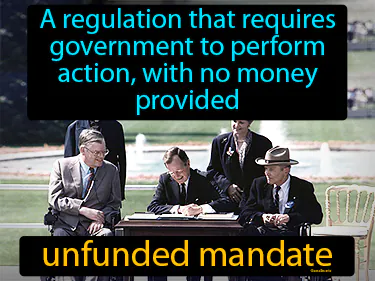 A regulation that requires
government to perform
action, with no money
provided
unfunded mandate